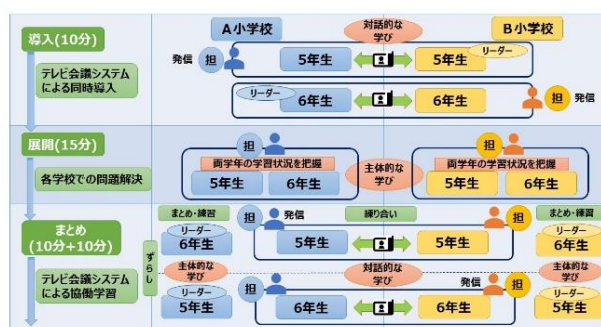 A小学校
対話的な
学び
B小学校
導入(10分)
発信
担
5年生
5年生
リーダー
テレビ会議システム
による同時導入
リーダー
6年生
6年生
担
発信
展開(15分)
担
担
両学年の学習状況を把握
主体的な
学び
両学年の学習状況を把握
各学校での問題解決
5年生
6年生
5年生
6年生
まとめ・練習
発信
練り合い
まとめ・練習
まとめ
(10分+10分)
リーダー
6年生
担
5年生
5年生
担
リーダー
6年生
ずらし
主体的な
学び
対話的な
学び
主体的な
学び
テレビ会議システム
による協働学習
リーダー
5年生
担
6年生
6年生
発信
担
リーダー
5年生